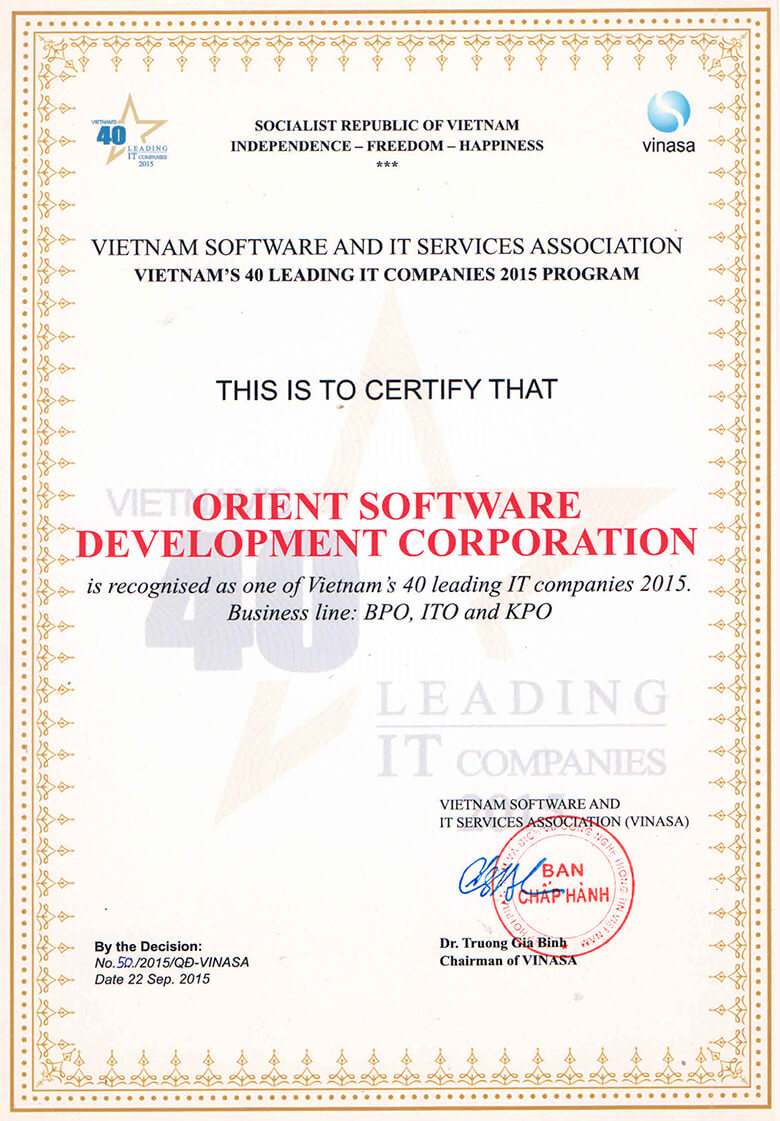 VIETNAM'S
40
LEADING
IT COMPANIES
2015
SOCIALIST REPUBLIC OF VIETNAM
INDEPENDENCE – FREEDOM – HAPPINESS
***
vinasa
VIETNAM SOFTWARE AND IT SERVICES ASSOCIATION
VIETNAM'S 40 LEADING IT COMPANIES 2015 PROGRAM
THIS IS TO CERTIFY THAT
VIETNAM'S
ORIENT SOFTWARE
DEVELOPMENT CORPORATION
40
is recognised as one of Vietnam's 40 leading IT companies 2015.
Business line: BPO, ITO and KPO
LEADING
IT COMPANIES
2015
VIETNAM SOFTWARE AND
IT SERVICES ASSOCIATION (VINASA)
BAN
CHẤP HÀNH
Dr. Truong Gia Binh
Chairman of VINASA
By the Decision:
No.50./2015/QĐ-VINASA
Date 22 Sep. 2015